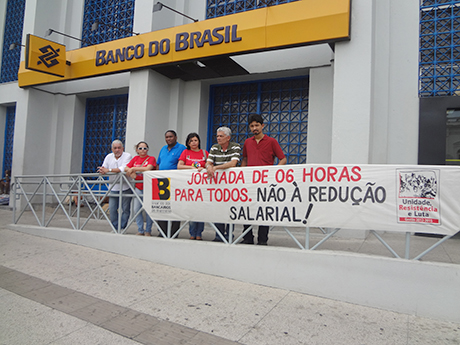 BANCO DO BRASIL
JORNADA DE 06 HORAS
PARA TODOS. NÃO À REDUÇÃO
SALARIAL!
B
BANCÁRIOS
Unidade,
Resistência
e Luta